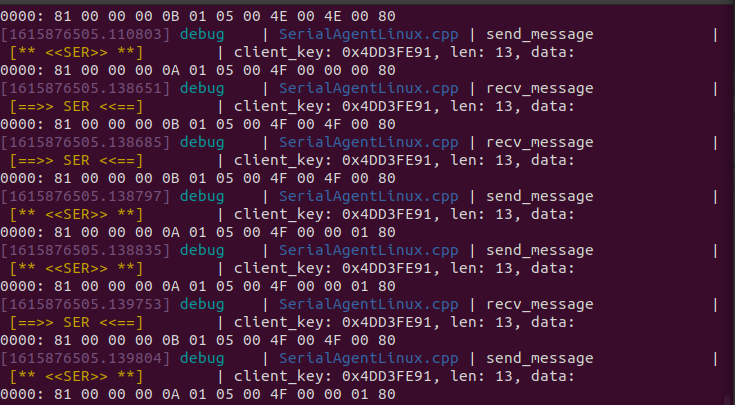 0000: 81 00 00 00 0B 01 05 00 4E 00 4E 00 80
[1615876505.110803] debug    | SerialAgentLinux.cpp | send_message             |
 [** <<SER>> **]        | client_key: 0x4DD3FE91, len: 13, data:
0000: 81 00 00 00 0A 01 05 00 4F 00 00 00 80
[1615876505.138651] debug    | SerialAgentLinux.cpp | recv_message             |
 [==>> SER <<==]        | client_key: 0x4DD3FE91, len: 13, data:
0000: 81 00 00 00 0B 01 05 00 4F 00 4F 00 80
[1615876505.138685] debug    | SerialAgentLinux.cpp | recv_message             |
 [==>> SER <<==]        | client_key: 0x4DD3FE91, len: 13, data:
0000: 81 00 00 00 0B 01 05 00 4F 00 4F 00 80
[1615876505.138797] debug    | SerialAgentLinux.cpp | send_message             |
 [** <<SER>> **]        | client_key: 0x4DD3FE91, len: 13, data:
0000: 81 00 00 00 0A 01 05 00 4F 00 00 01 80
[1615876505.138835] debug    | SerialAgentLinux.cpp | send_message             |
 [** <<SER>> **]        | client_key: 0x4DD3FE91, len: 13, data:
0000: 81 00 00 00 0A 01 05 00 4F 00 00 01 80
[1615876505.139753] debug    | SerialAgentLinux.cpp | recv_message             |
 [==>> SER <<==]        | client_key: 0x4DD3FE91, len: 13, data:
0000: 81 00 00 00 0B 01 05 00 4F 00 4F 00 80
[1615876505.139804] debug    | SerialAgentLinux.cpp | send_message             |
 [** <<SER>> **]        | client_key: 0x4DD3FE91, len: 13, data:
0000: 81 00 00 00 0A 01 05 00 4F 00 00 01 80